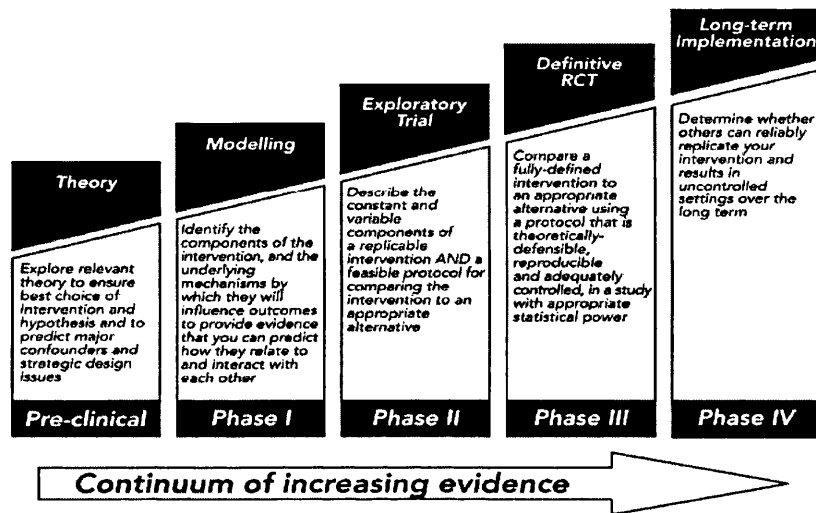 Theory
Explore relevant
theory to ensure
best choice of
intervention and
hypothesis and to
predict major
confounders and
strategic design
issues
Pre-clinical
Modelling
Identify the
components of the
intervention, and the
underlying
mechanisms by
which they will
influence outcomes
to provide evidence
that you can predict
how they relate to
and interact with
each other
Phase I
Exploratory
Trial
Describe the
constant and
variable
components of
a replicable
intervention AND a
feasible protocol for
comparing the
intervention to an
appropriate
alternative
Phase II
Definitive
RCT
Compare a
fully-defined
intervention to
an appropriate
alternative using
a protocol that is
theoretically-
defensible,
reproducible
and adequately
controlled, in a study
with appropriate
statistical power
Phase III
Long-term
Implementation
Determine whether
others can reliably
replicate your
intervention and
results in
uncontrolled
settings over the
long term
Phase IV
Continuum of increasing evidence